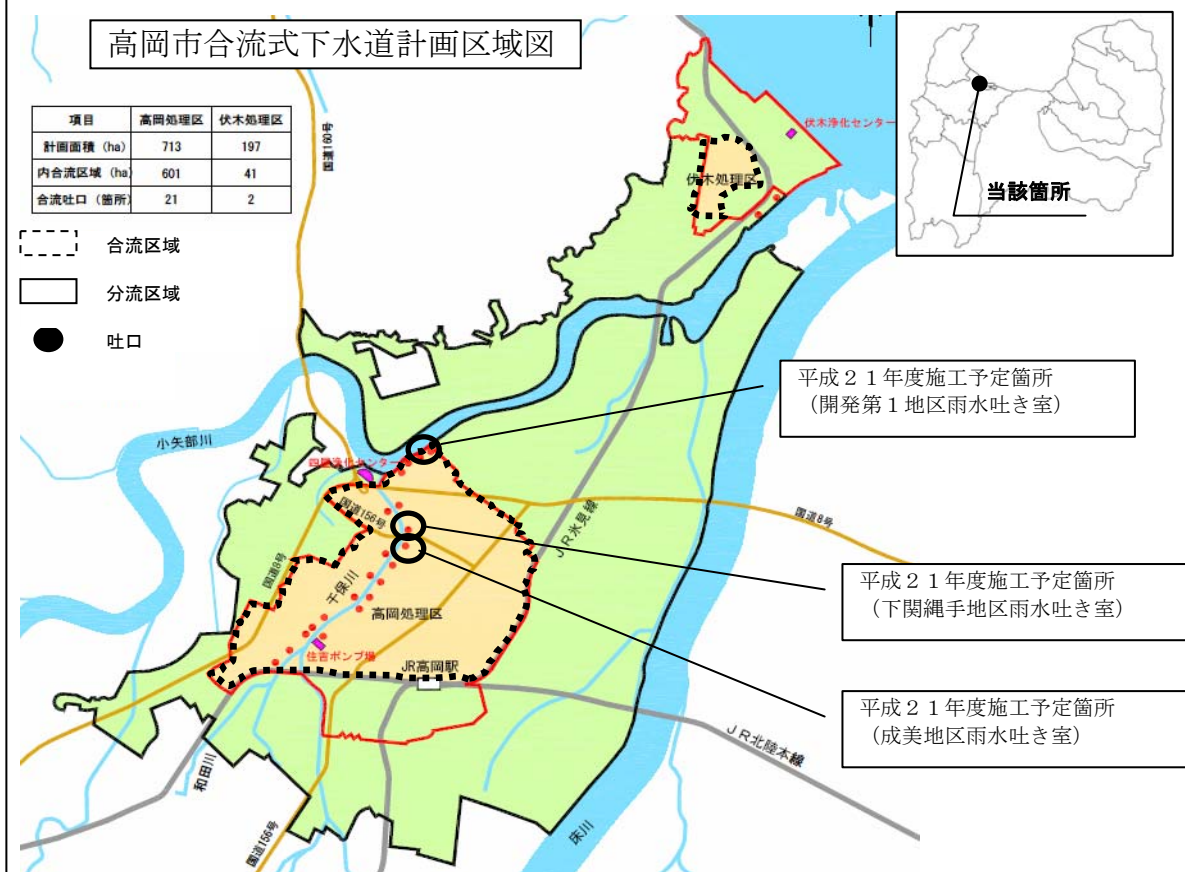 高岡市合流式下水道計画区域図
項目 高岡処理区 伏木処理区
計画面積 (ha) 713 197
内合流区域 (ha) 601 41
合流吐口 (箇所) 21 2
合流区域
分流区域
吐口
国道160号
伏木浄化センター
伏木処理区
当該箇所
平成21年度施工予定箇所
(開発第1地区雨水吐き室)
小矢部川
四屋浄化センター
国道156号
国道8号
JR氷見線
国道8号
千保川
高岡処理区
平成21年度施工予定箇所
(下関縄手地区雨水吐き室)
住吉ポンプ場
JR高岡駅
平成21年度施工予定箇所
(成美地区雨水吐き室)
JR北陸本線
和田川
国道156号
床川